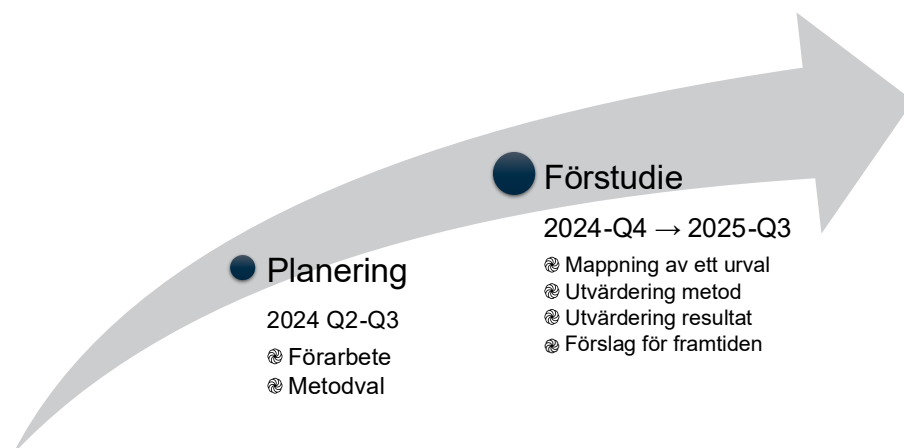 Planering
2024 Q2-Q3
֎ Förarbete
֎ Metodval
Förstudie
2024-Q4 → 2025-Q3
֎ Mappning av ett urval
֎ Utvärdering metod
֎ Utvärdering resultat
֎ Förslag för framtiden